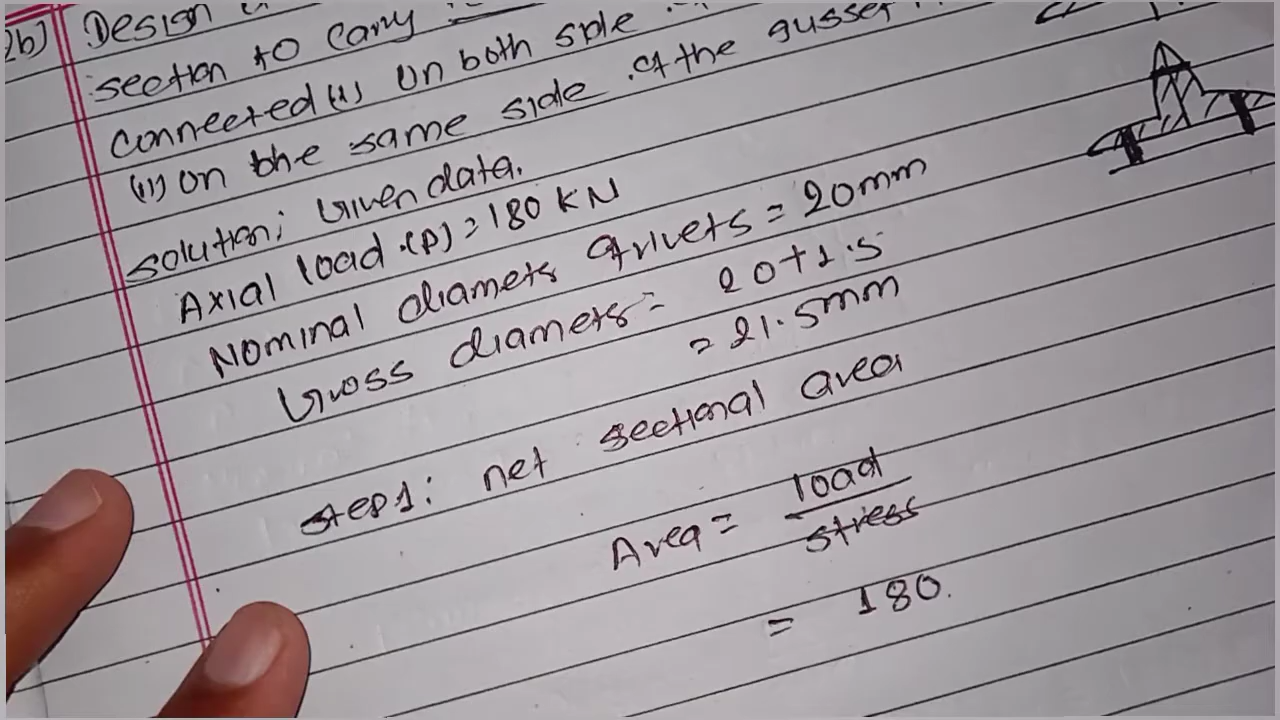 2b) Design
section to carry
connected (i) on both side
(ii) on the same side of the gusset
solution; Given data.
Axial load (P) = 180 KN
Nominal diameter of rivets = 20mm
Gross diameter = 20+1.5
= 21.5mm
Step1: net sectional area
Area = load
stress
= 180.